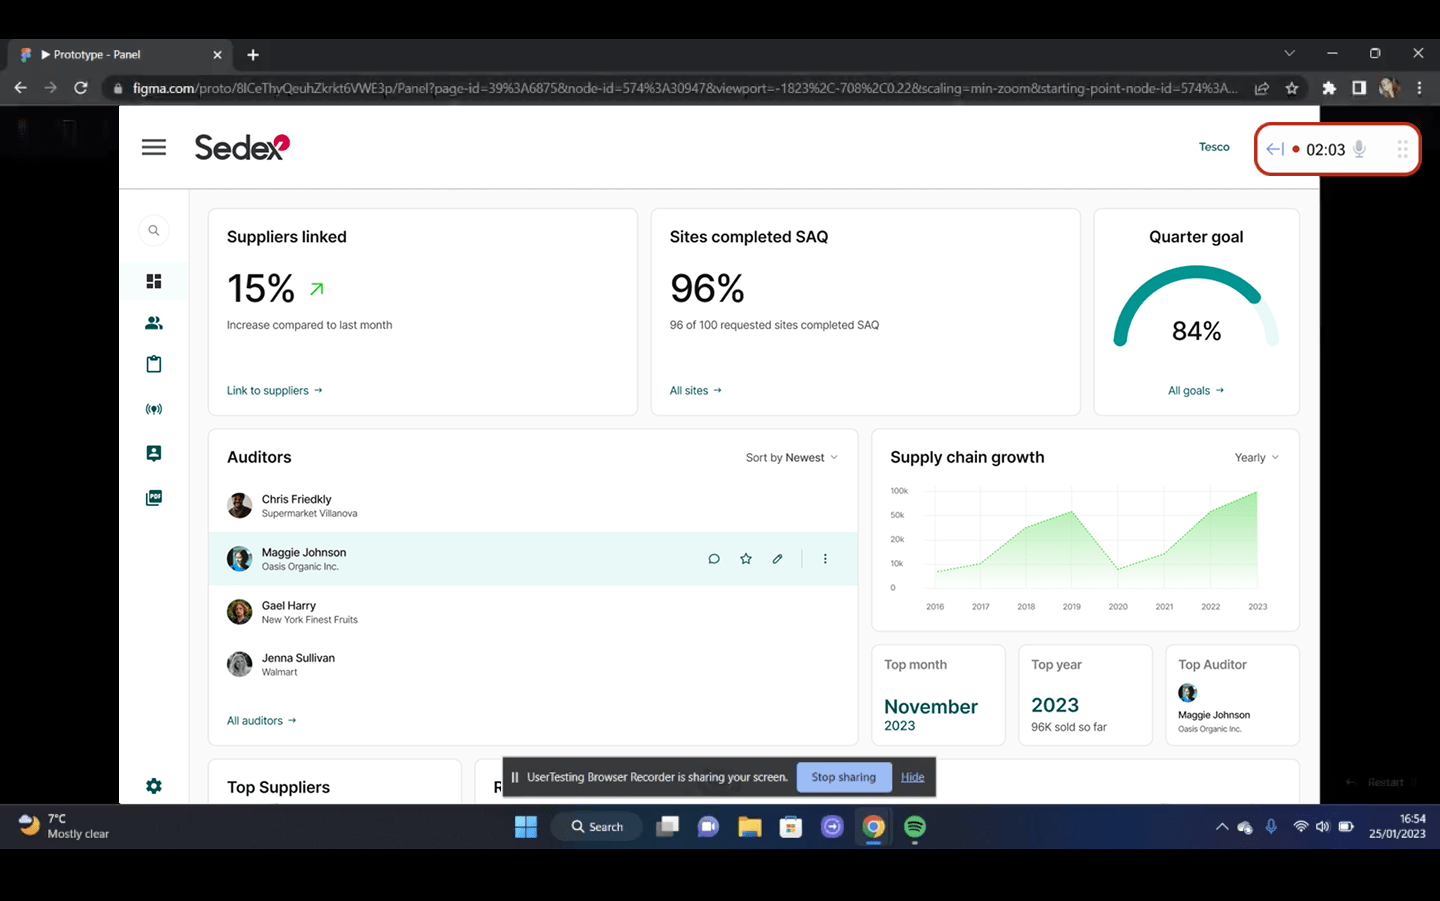 ▶ Prototype - Panel
figma.com/proto/8lCeThyQeuhZkrkt6VWE3p/Panel?page-id=39%3A6875&node-id=574%3A30947&viewport=-1823%2C-708%2C0.22&scaling=min-zoom&starting-point-node-id=574%3A...
Sedex
Tesco
02:03
Suppliers linked
15%
Increase compared to last month
Link to suppliers →
Sites completed SAQ
96%
96 of 100 requested sites completed SAQ
All sites →
Quarter goal
84%
All goals →
Auditors
Sort by Newest
Chris Friedkly
Supermarket Villanova
Maggie Johnson
Oasis Organic Inc.
Gael Harry
New York Finest Fruits
Jenna Sullivan
Walmart
All auditors →
Supply chain growth
Yearly
100k
50k
20k
10k
0
2016 2017 2018 2019 2020 2021 2022 2023
Top month
November
2023
Top year
2023
96K sold so far
Top Auditor
Maggie Johnson
Oasis Organic Inc.
PDF
Top Suppliers
UserTesting Browser Recorder is sharing your screen.
Stop sharing
Hide
Restart
7°C
Mostly clear
Search
16:54
25/01/2023